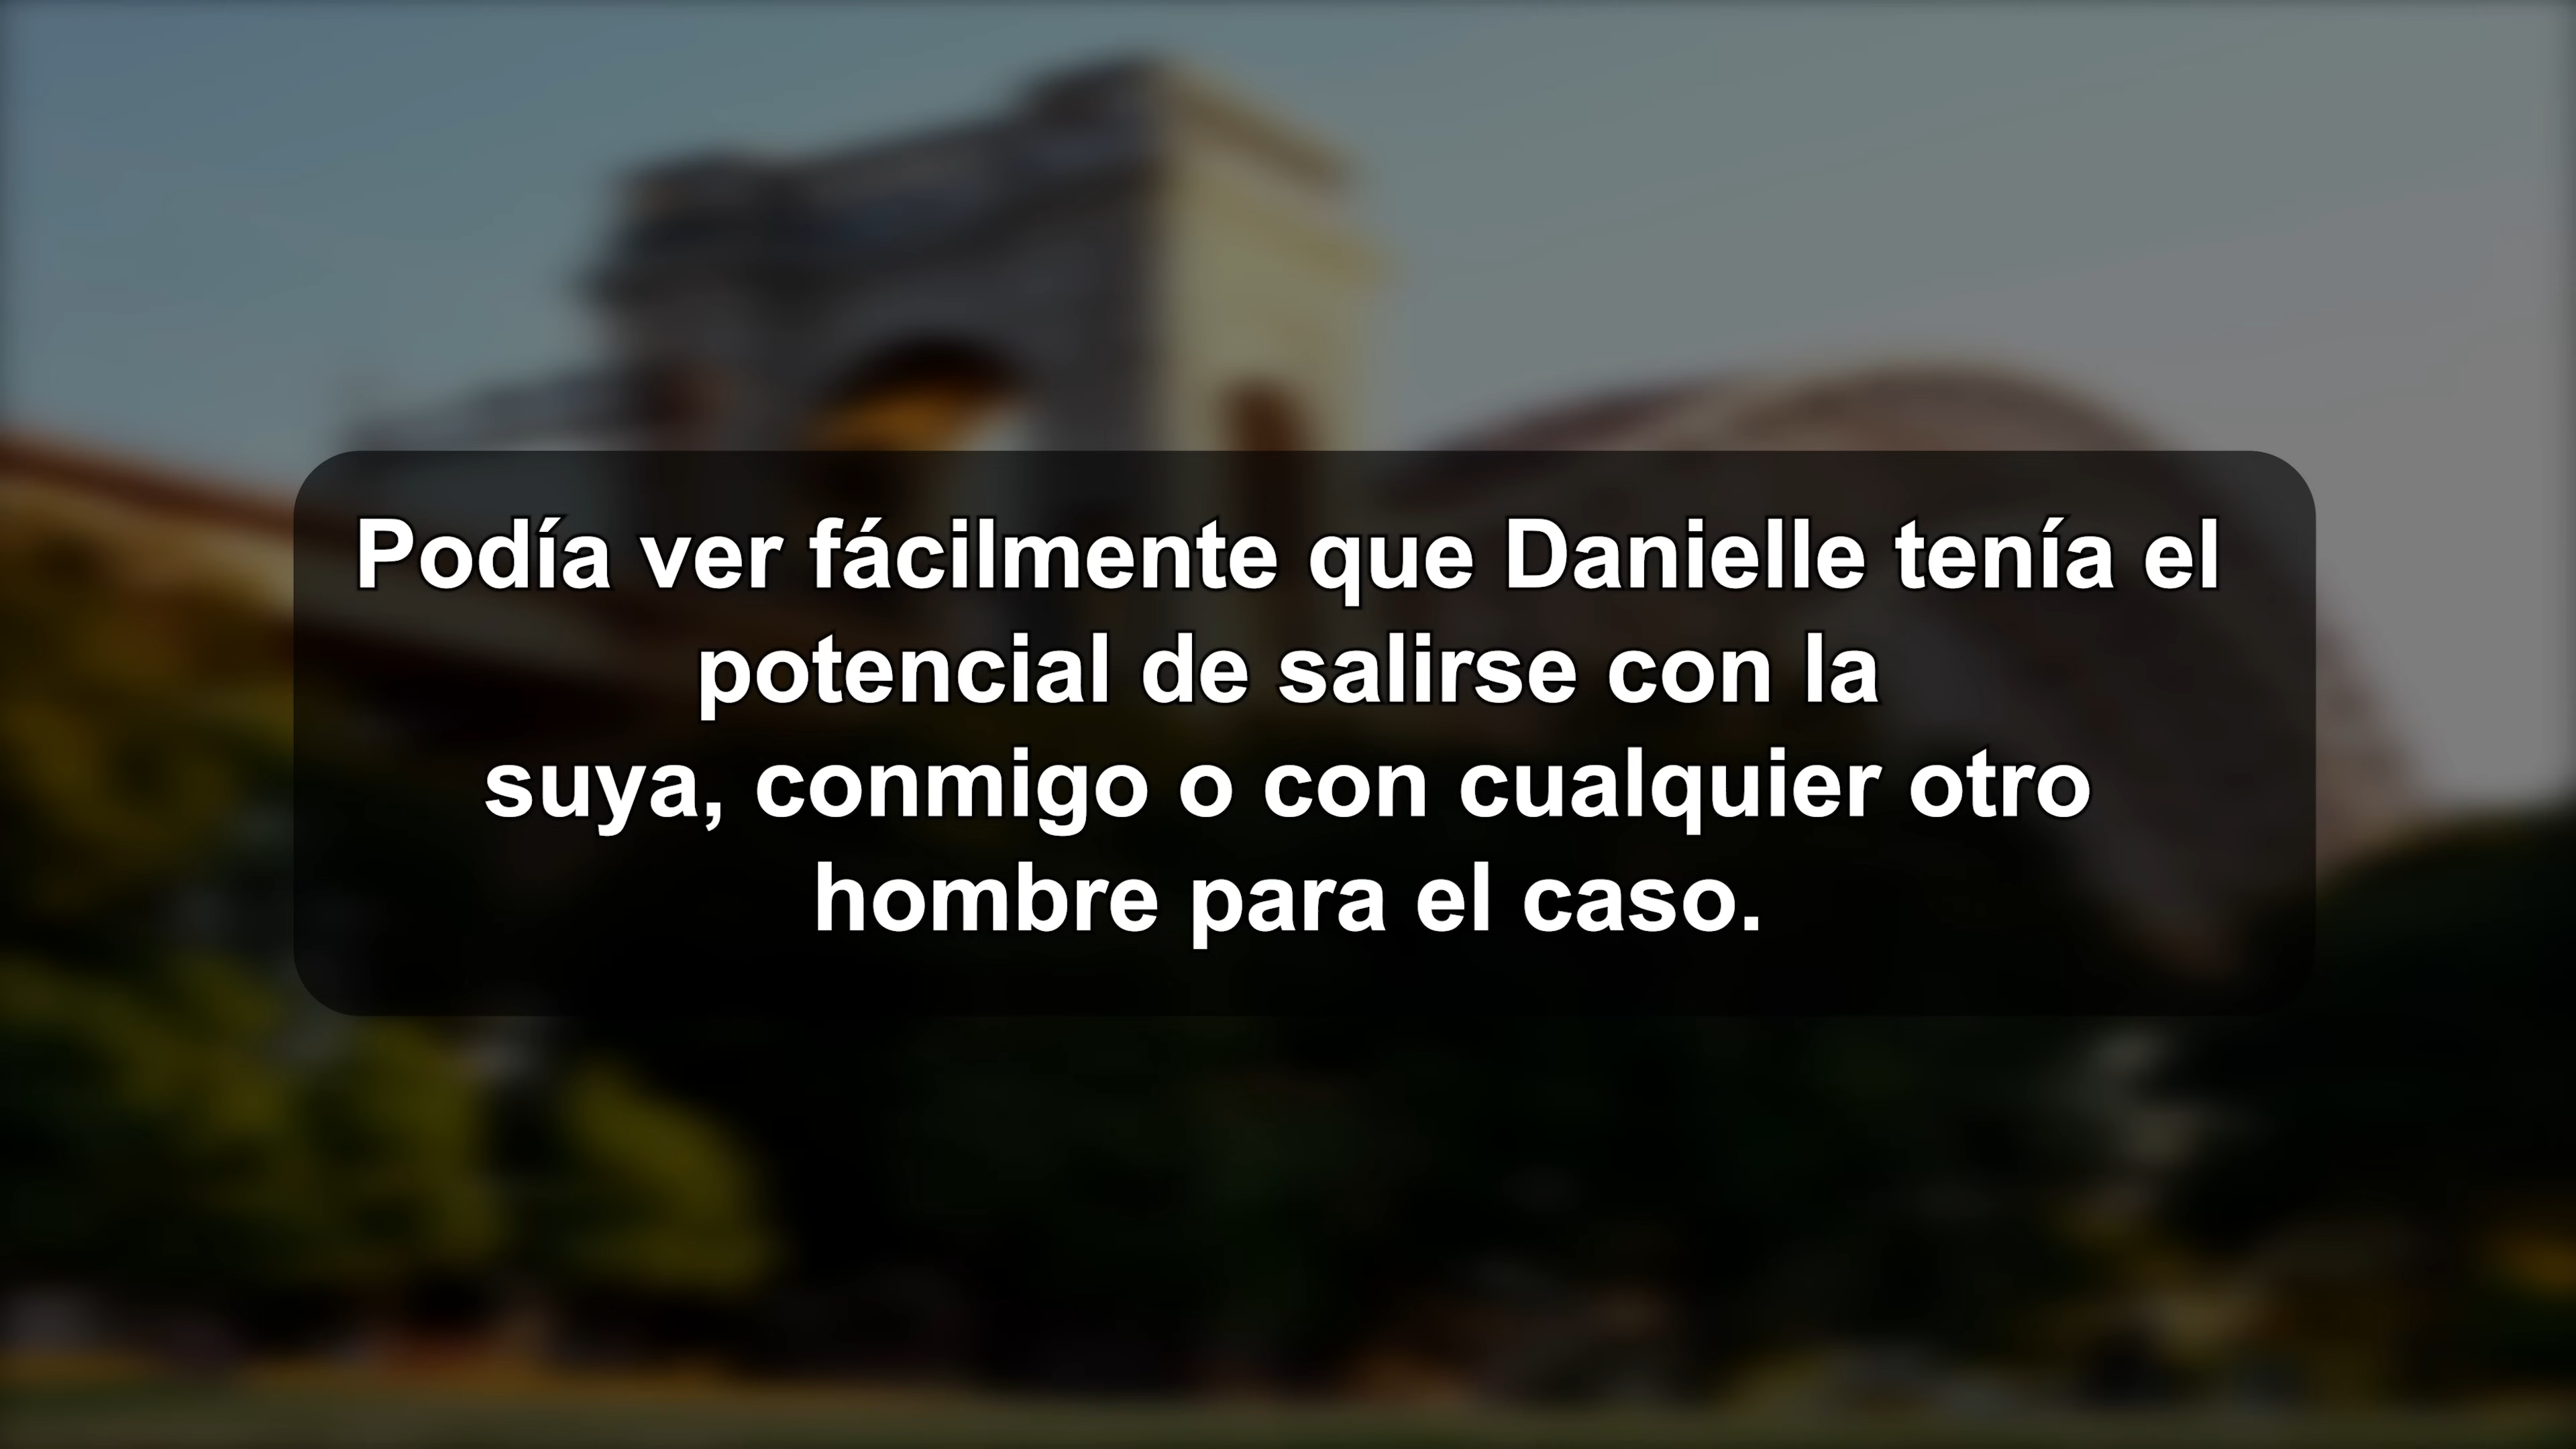 Podía ver fácilmente que Danielle tenía el
potencial de salirse con la
suya, conmigo o con cualquier otro
hombre para el caso.